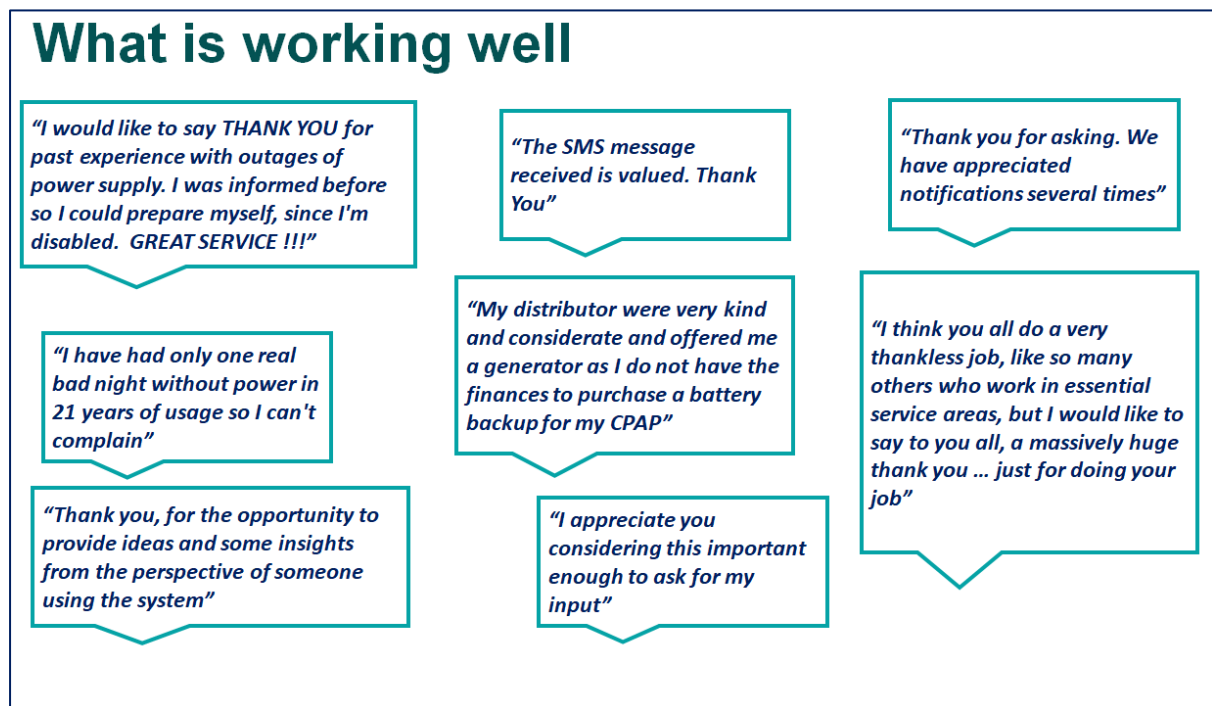 What is working well
“I would like to say THANK YOU for
past experience with outages of
power supply. I was informed before
so I could prepare myself, since I'm
disabled.  GREAT SERVICE !!!”
“I have had only one real
bad night without power in
21 years of usage so I can't
complain”
“Thank you, for the opportunity to
provide ideas and some insights
from the perspective of someone
using the system”
“The SMS message
received is valued. Thank
You”
“My distributor were very kind
and considerate and offered me
a generator as I do not have the
finances to purchase a battery
backup for my CPAP”
“I appreciate you
considering this important
enough to ask for my
input”
“Thank you for asking. We
have appreciated
notifications several times”
“I think you all do a very
thankless job, like so many
others who work in essential
service areas, but I would like to
say to you all, a massively huge
thank you … just for doing your
job”